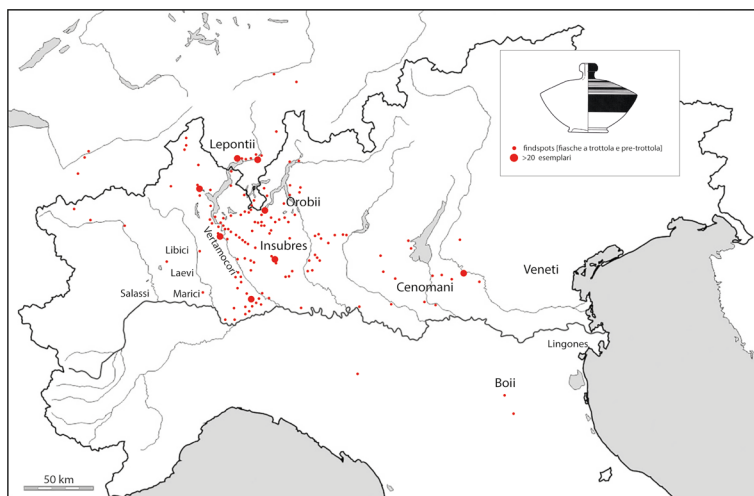 findspots [fiasche a trottola e pre-trottola]
>20 esemplari
Lepontii
Orobii
Vertamocori
Insubres
Libici
Laevi
Salassi
Marici
Cenomani
Veneti
Lingones
Boii
50 km